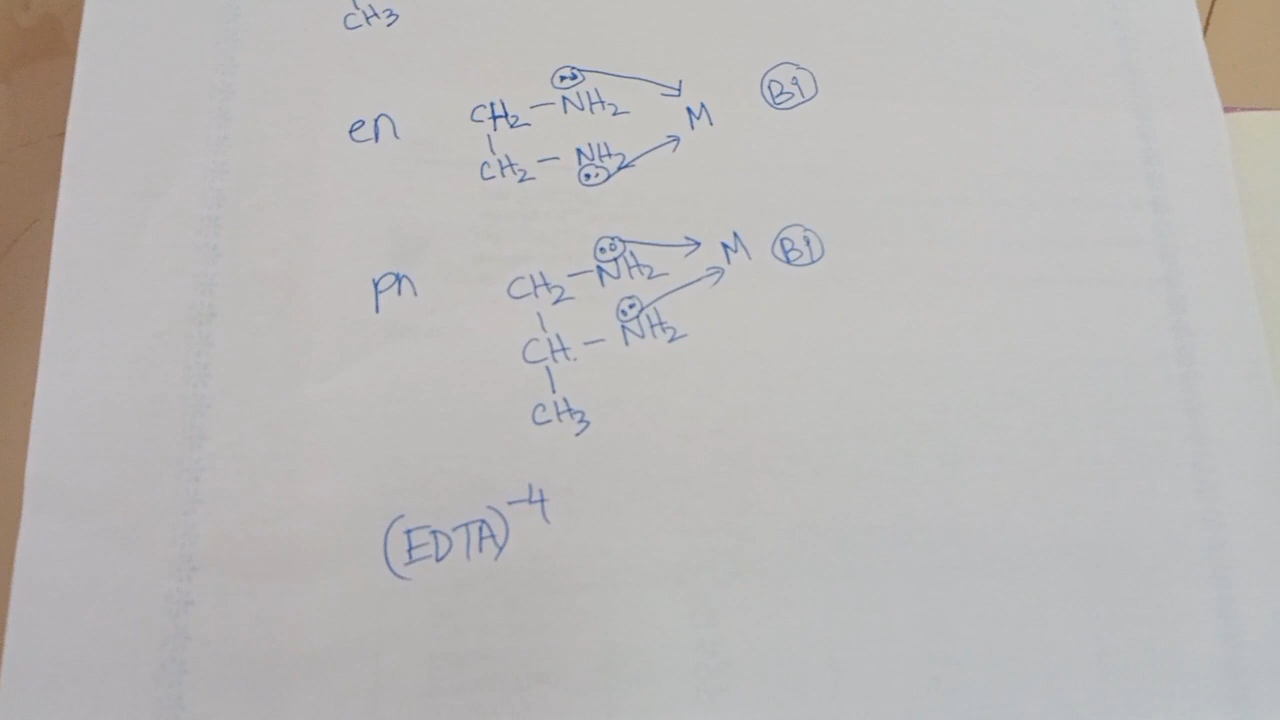 CH3
en CH2 - NH2 M Bi
CH2 - NH2
pn CH2 - NH2 M Bi
CH - NH2
CH3
(EDTA)^-4